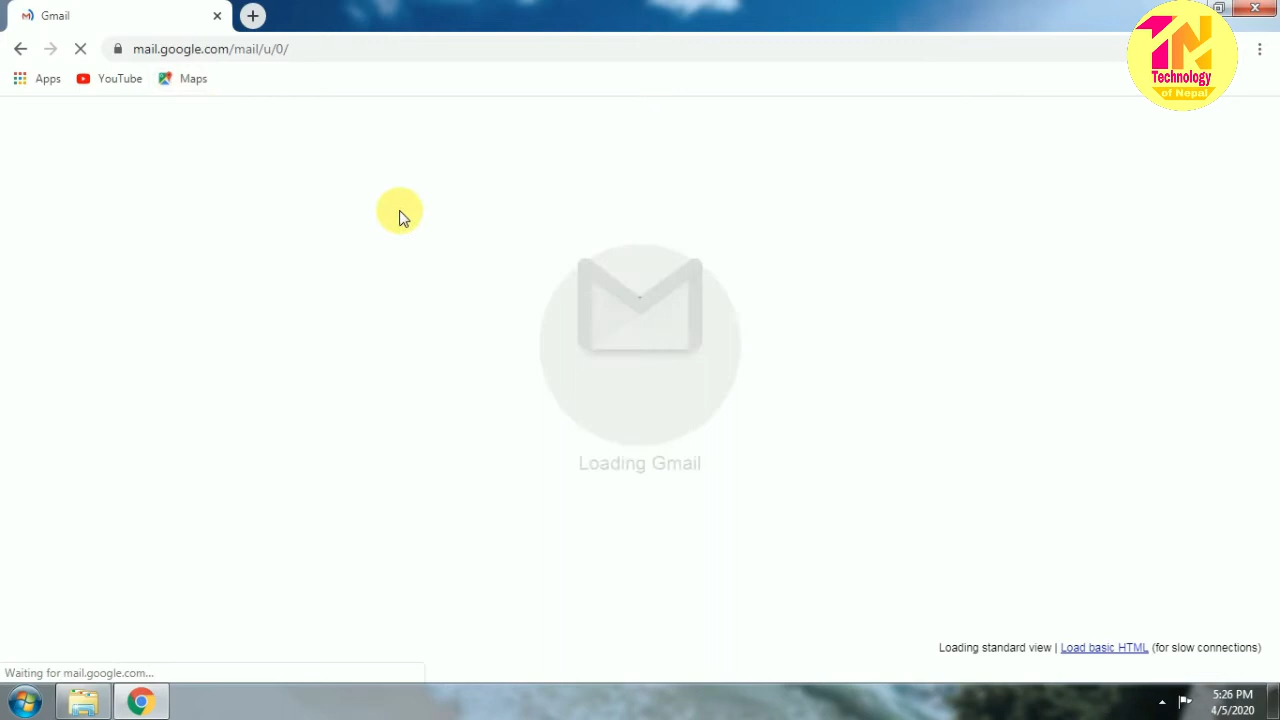 Gmail
mail.google.com/mail/u/0/
Apps YouTube Maps
TN
Technology
of Nepal
Loading Gmail
Loading standard view | Load basic HTML (for slow connections)
Waiting for mail.google.com...
5:26 PM
4/5/2020